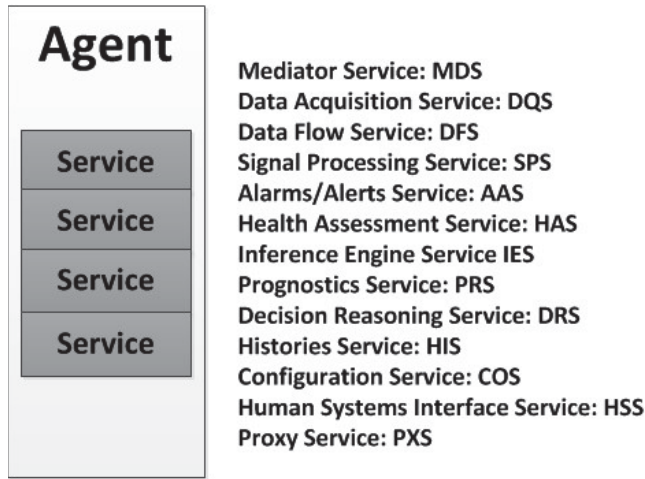 Agent
Service
Service
Service
Service
Mediator Service: MDS
Data Acquisition Service: DQS
Data Flow Service: DFS
Signal Processing Service: SPS
Alarms/Alerts Service: AAS
Health Assessment Service: HAS
Inference Engine Service IES
Prognostics Service: PRS
Decision Reasoning Service: DRS
Histories Service: HIS
Configuration Service: COS
Human Systems Interface Service: HSS
Proxy Service: PXS